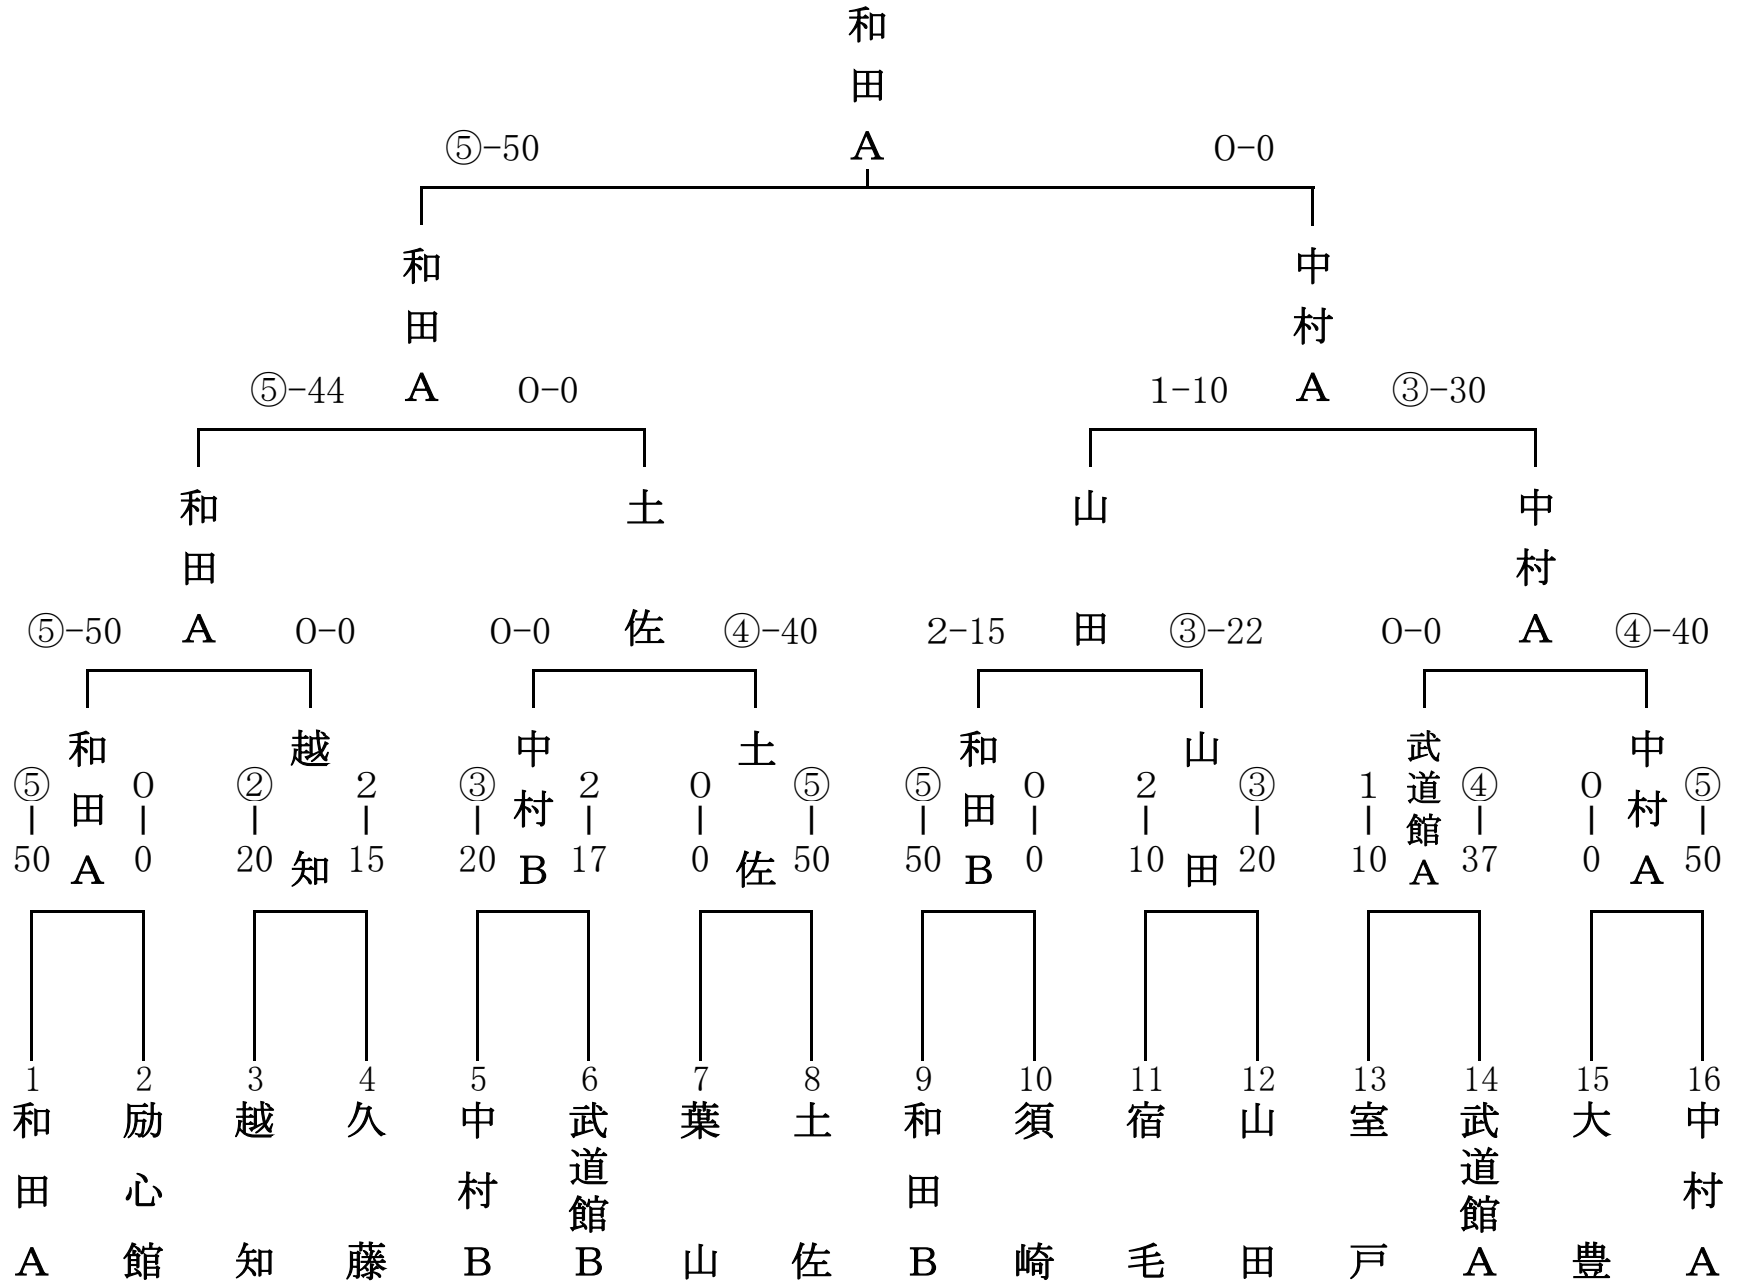 和田A
⑤-50
0-0
和田A
中村A
⑤-44
0-0
1-10
③-30
和田A
土佐
山田
中村A
⑤-50
0-0
0-0
④-40
2-15
③-22
0-0
④-40
和田A
越知
中村B
土佐
和田B
山田
武道館A
中村A
⑤-50
0-0
②-20
2-15
③-20
2-17
0-0
⑤-50
⑤-50
0-0
2-10
③-20
1-10
④-37
0-0
⑤-50
1 和田A
2 励心館
3 越知
4 久藤
5 中村B
6 武道館B
7 葉山
8 土佐
9 和田B
10 須崎
11 宿毛
12 山田
13 室戸
14 武道館A
15 大豊
16 中村A